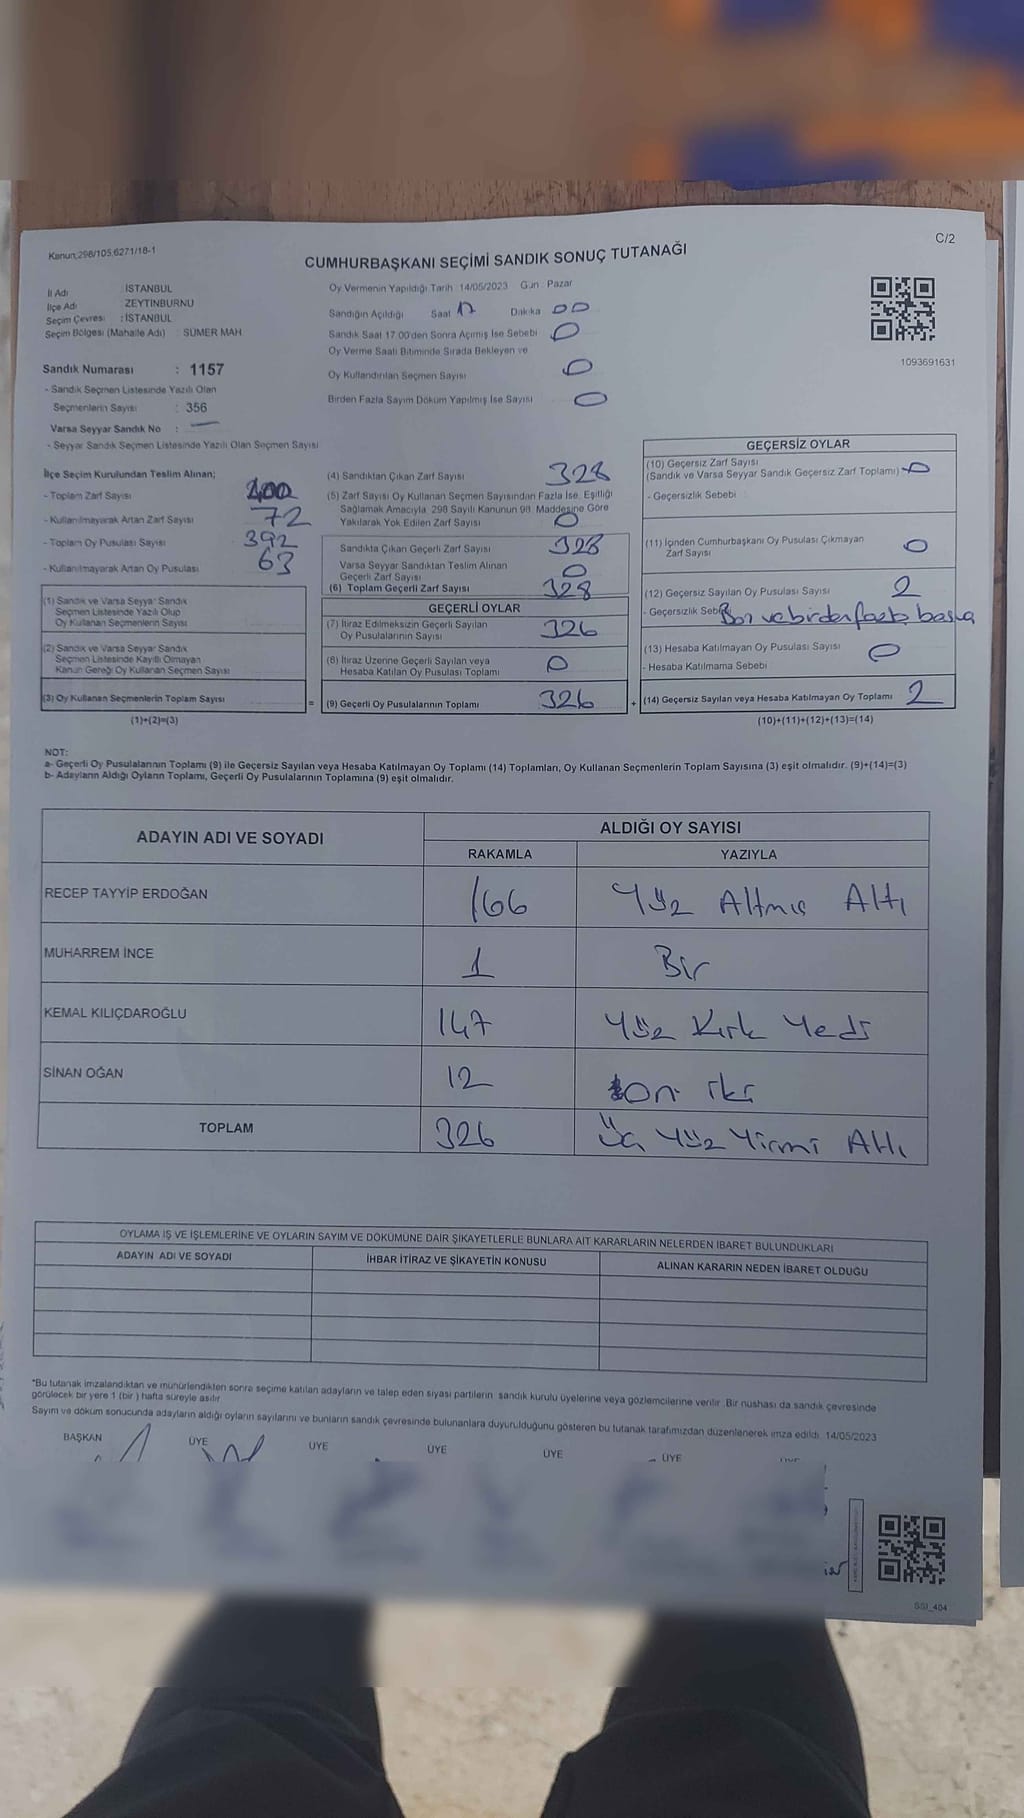 Kanun;298/105,6271/18-1
C/2
CUMHURBAŞKANI SEÇİMİ SANDIK SONUÇ TUTANAĞI
İl Adı : İSTANBUL
İlçe Adı : ZEYTİNBURNU
Seçim Çevresi : İSTANBUL
Seçim Bölgesi (Mahalle Adı) : SÜMER MAH
Sandık Numarası : 1157
- Sandık Seçmen Listesinde Yazılı Olan
Seçmenlerin Sayısı : 356
Varsa Seyyar Sandık No : —
- Seyyar Sandık Seçmen Listesinde Yazılı Olan Seçmen Sayısı
Oy Vermenin Yapıldığı Tarih : 14/05/2023 Gün : Pazar
Sandığın Açıldığı Saat 17 Dakika 00
Sandık Saat 17:00'den Sonra Açımış İse Sebebi 0
Oy Verme Saati Bitiminde Sırada Bekleyen ve
Oy Kullandırılan Seçmen Sayısı 0
Birden Fazla Sayım Döküm Yapılmış İse Sayısı 0
1093691631
İlçe Seçim Kurulundan Teslim Alınan;
- Toplam Zarf Sayısı 400
- Kullanılmayarak Artan Zarf Sayısı 72
- Toplam Oy Pusulası Sayısı 392
- Kullanılmayarak Artan Oy Pusulası 63
(1) Sandık ve Varsa Seyyar Sandık
Seçmen Listesinde Yazılı Olup
Oy Kullanan Seçmenlerin Sayısı
(2) Sandık ve Varsa Seyyar Sandık
Seçmen Listesinde Kayıtlı Olmayan
Kanun Gereği Oy Kullanan Seçmen Sayısı
(3) Oy Kullanan Seçmenlerin Toplam Sayısı
(1)+(2)=(3)
(4) Sandıktan Çıkan Zarf Sayısı 328
(5) Zarf Sayısı Oy Kullanan Seçmen Sayısından Fazla İse, Eşitliği
Sağlamak Amacıyla, 298 Sayılı Kanunun 98. Maddesine Göre
Yakılarak Yok Edilen Zarf Sayısı 0
Sandıkta Çıkan Geçerli Zarf Sayısı 328
Varsa Seyyar Sandıktan Teslim Alınan
Geçerli Zarf Sayısı 0
(6) Toplam Geçerli Zarf Sayısı 328
GEÇERLİ OYLAR
(7) İtiraz Edilmeksizin Geçerli Sayılan
Oy Pusulalarının Sayısı 326
(8) İtiraz Üzerine Geçerli Sayılan veya
Hesaba Katılan Oy Pusulası Toplamı 0
= (9) Geçerli Oy Pusulalarının Toplamı 326
GEÇERSİZ OYLAR
(10) Geçersiz Zarf Sayısı
(Sandık ve Varsa Seyyar Sandık Geçersiz Zarf Toplamı) 0
- Geçersizlik Sebebi
(11) İçinden Cumhurbaşkanı Oy Pusulası Çıkmayan
Zarf Sayısı 0
(12) Geçersiz Sayılan Oy Pusulası Sayısı 2
- Geçersizlik Seb
(13) Hesaba Katılmayan Oy Pusulası Sayısı 0
- Hesaba Katılmama Sebebi
+ (14) Geçersiz Sayılan veya Hesaba Katılmayan Oy Toplamı 2
(10)+(11)+(12)+(13)=(14)
NOT:
a- Geçerli Oy Pusulalarının Toplamı (9) ile Geçersiz Sayılan veya Hesaba Katılmayan Oy Toplamı (14) Toplamları, Oy Kullanan Seçmenlerin Toplam Sayısına (3) eşit olmalıdır. (9)+(14)=(3)
b- Adayların Aldığı Oyların Toplamı, Geçerli Oy Pusulalarının Toplamına (9) eşit olmalıdır.
ADAYIN ADI VE SOYADI
ALDIĞI OY SAYISI
RAKAMLA YAZIYLA
RECEP TAYYİP ERDOĞAN 166 Yüz Altmış Altı
MUHARREM İNCE 1 Bir
KEMAL KILIÇDAROĞLU 147 Yüz Kırk Yedi
SİNAN OĞAN 12 on iki
TOPLAM 326 Üç Yüz Yirmi Altı
OYLAMA İŞ VE İŞLEMLERİNE VE OYLARIN SAYIM VE DÖKÜMÜNE DAİR ŞİKAYETLERLE BUNLARA AİT KARARLARIN NELERDEN İBARET BULUNDUKLARI
ADAYIN ADI VE SOYADI İHBAR İTİRAZ VE ŞİKAYETİN KONUSU ALINAN KARARIN NEDEN İBARET OLDUĞU
*Bu tutanak imzalandıktan ve mühürlendikten sonra seçime katılan adayların ve talep eden siyasi partilerin sandık kurulu üyelerine veya gözlemcilerine verilir. Bir nushası da sandık çevresinde
görülecek bir yere 1 (bir ) hafta süreyle asılır
Sayım ve döküm sonucunda adayların aldığı oyların sayılarını ve bunların sandık çevresinde bulunanlara duyurulduğunu gösteren bu tutanak tarafımızdan düzenlenerek imza edildi. 14/05/2023
BAŞKAN ÜYE ÜYE ÜYE ÜYE ÜYE
SSİ_404